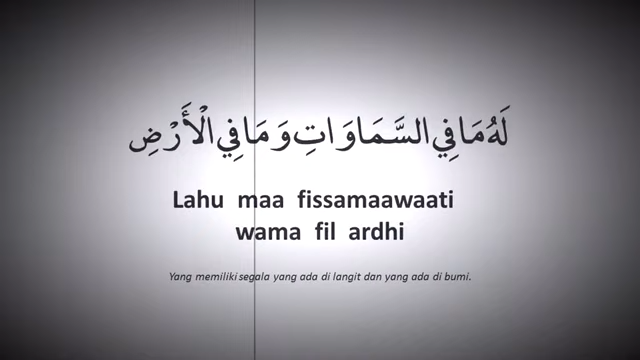 لَهُ مَا فِي السَّمَاوَاتِ وَمَا فِي الْأَرْضِ
Lahu maa fissamaawaati
wama fil ardhi
Yang memiliki segala yang ada di langit dan yang ada di bumi.